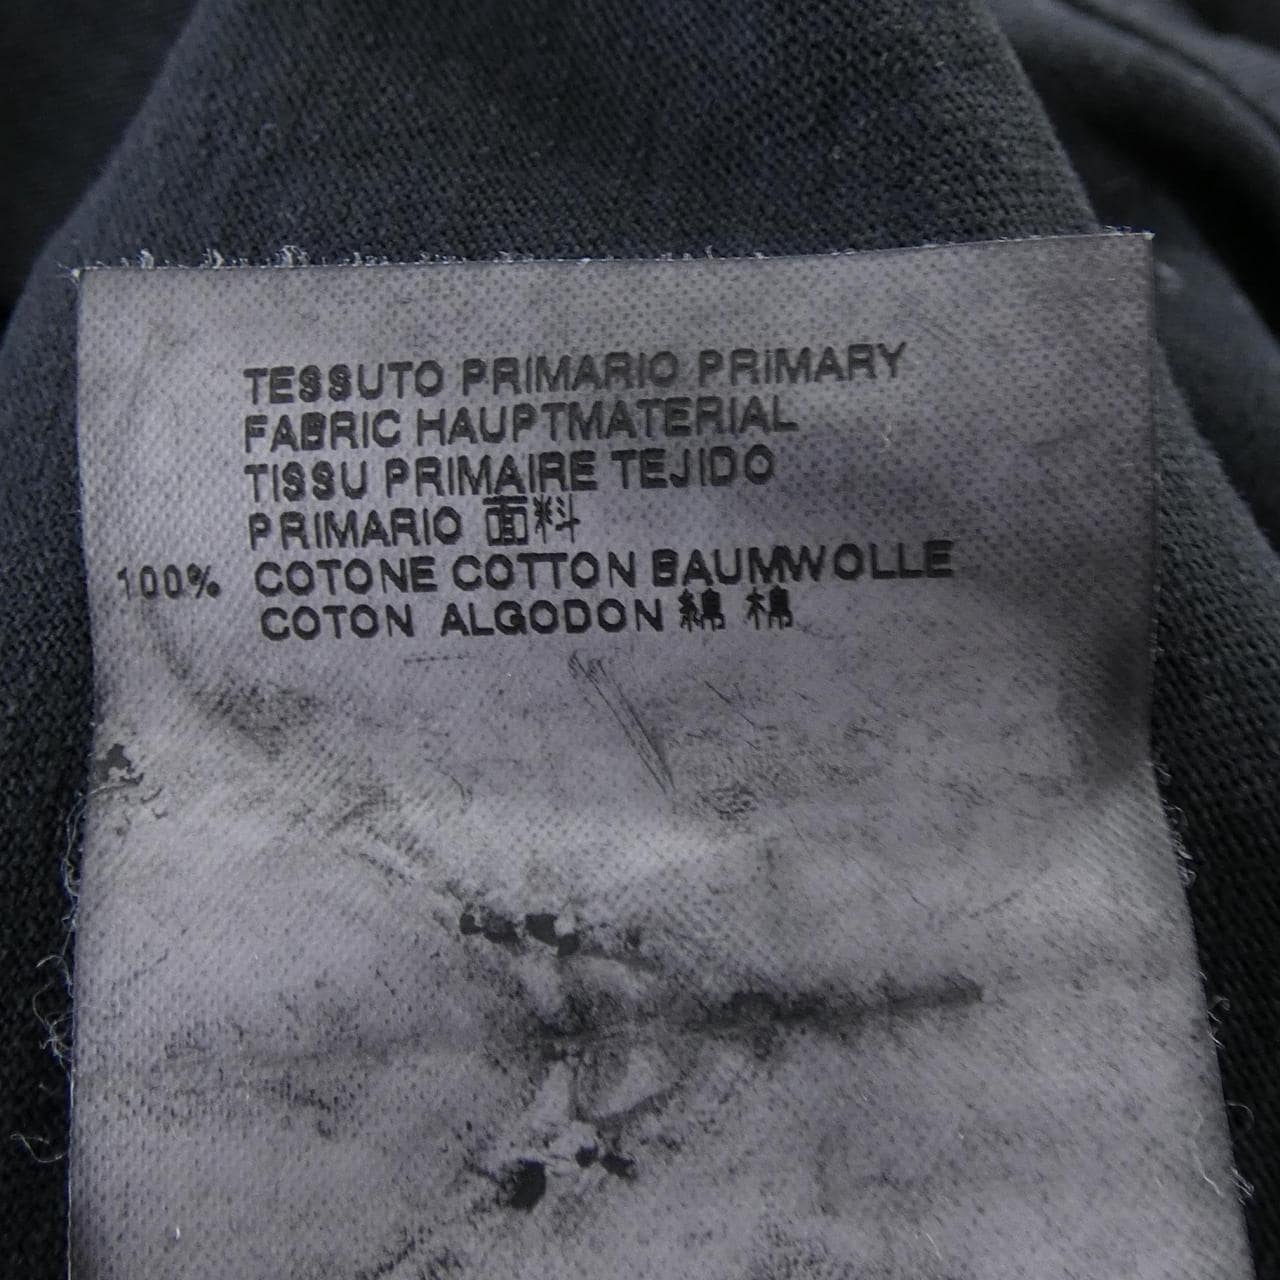 TESSUTO PRIMARIO PRIMARY
FABRIC HAUPTMATERIAL
TISSU PRIMAIRE TEJIDO
PRIMARIO 面料
100% COTONE COTTON BAUMWOLLE
COTON ALGODON 綿 棉